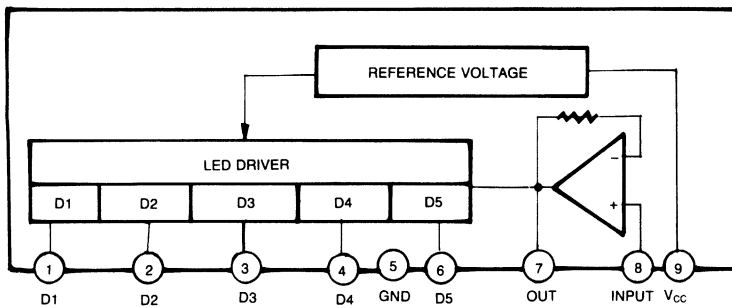 REFERENCE VOLTAGE
LED DRIVER
D1 D2 D3 D4 D5
−
+
1 2 3 4 5 6 7 8 9
D1 D2 D3 D4 GND D5 OUT INPUT VCC